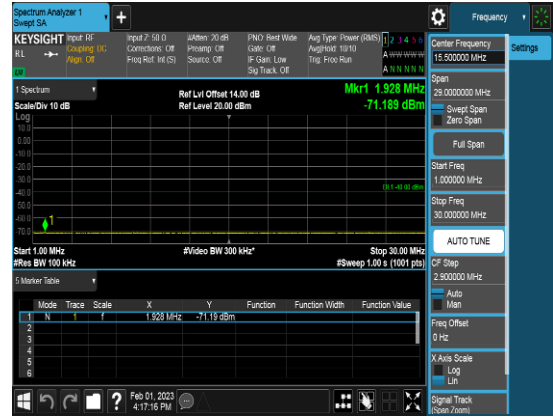 Spectrum Analyzer 1
Swept SA
+
Frequency
KEYSIGHT
Input: RF
Coupling: DC
Align: Off
Input Z: 50 Ω
Corrections: Off
Freq Ref: Int (S)
#Atten: 20 dB
Preamp: Off
Source: Off
PNO: Best Wide
Gate: Off
IF Gain: Low
Sig Track: Off
Avg Type: Power (RMS)
Avg|Hold: 10/10
Trig: Free Run
1 2 3 4 5 6
A W W W W W
A N N N N N
RL
1 Spectrum
Scale/Div 10 dB
Ref Lvl Offset 14.00 dB
Ref Level 20.00 dBm
Mkr1 1.928 MHz
-71.189 dBm
Log
10.0
0.00
-10.0
-20.0
-30.0
-40.0
-50.0
-60.0
-70.0
DL1 -40.00 dBm
1
Start 1.00 MHz
#Res BW 100 kHz
#Video BW 300 kHz*
Stop 30.00 MHz
#Sweep 1.00 s (1001 pts)
5 Marker Table
Mode Trace Scale X Y Function Function Width Function Value
1 N 1 f 1.928 MHz -71.19 dBm
2
3
4
5
6
Feb 01, 2023
4:17:16 PM
Center Frequency
15.500000 MHz
Settings
Span
29.0000000 MHz
Swept Span
Zero Span
Full Span
Start Freq
1.000000 MHz
Stop Freq
30.000000 MHz
AUTO TUNE
CF Step
2.900000 MHz
Auto
Man
Freq Offset
0 Hz
X Axis Scale
Log
Lin
Signal Track
(Span Zoom)